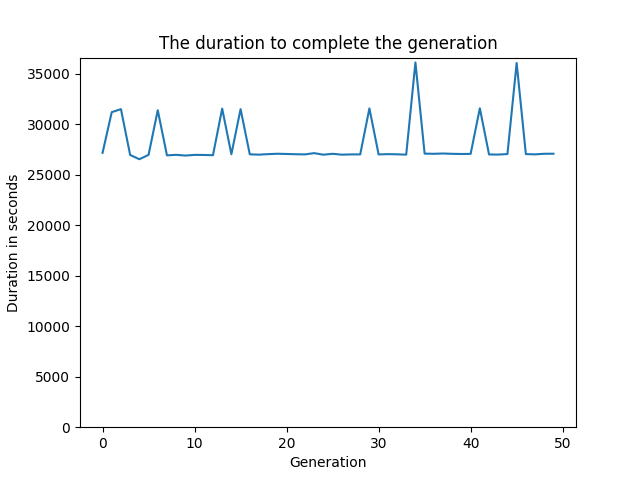 The duration to complete the generation
35000
30000
25000
20000
15000
10000
5000
0
Duration in seconds
0 10 20 30 40 50
Generation